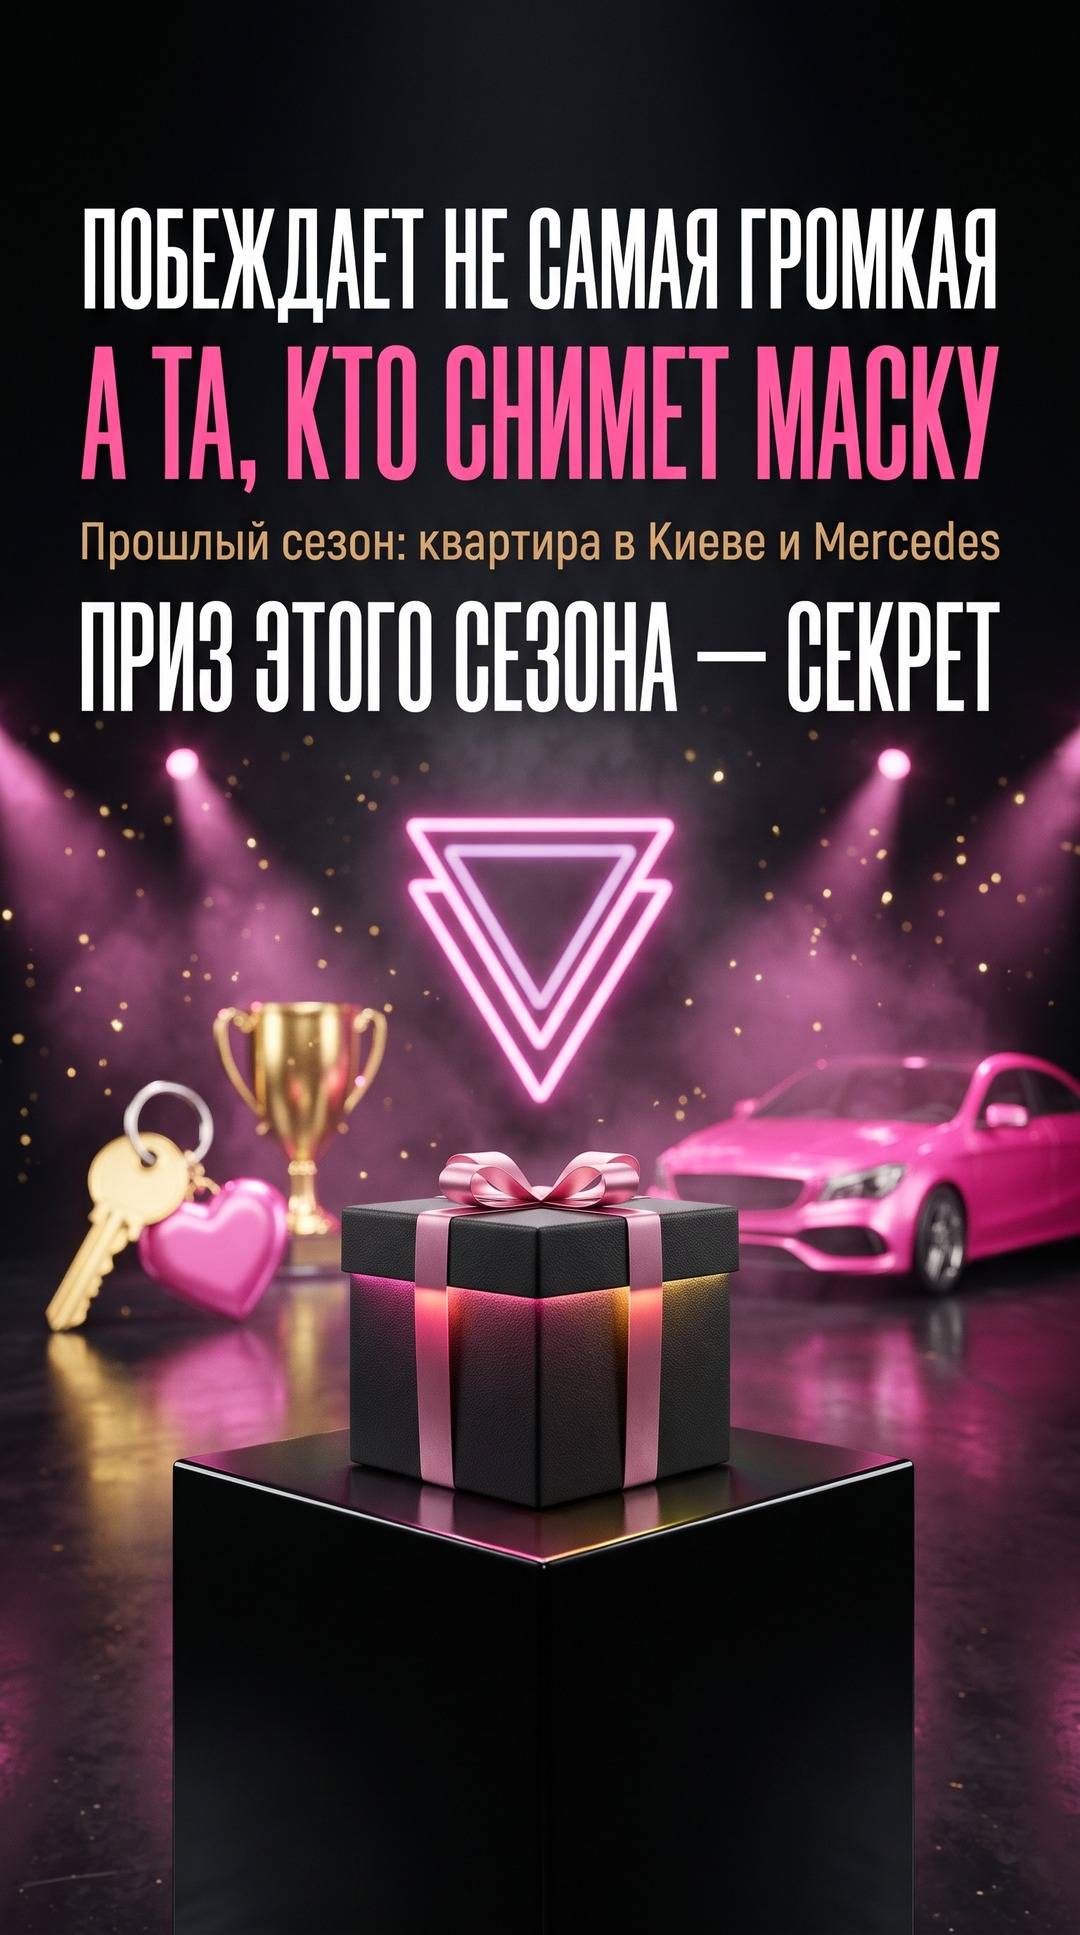 ПОБЕЖДАЕТ НЕ САМАЯ ГРОМКАЯ
А ТА, КТО СНИМЕТ МАСКУ
Прошлый сезон: квартира в Киеве и Mercedes
ПРИЗ ЭТОГО СЕЗОНА — СЕКРЕТ